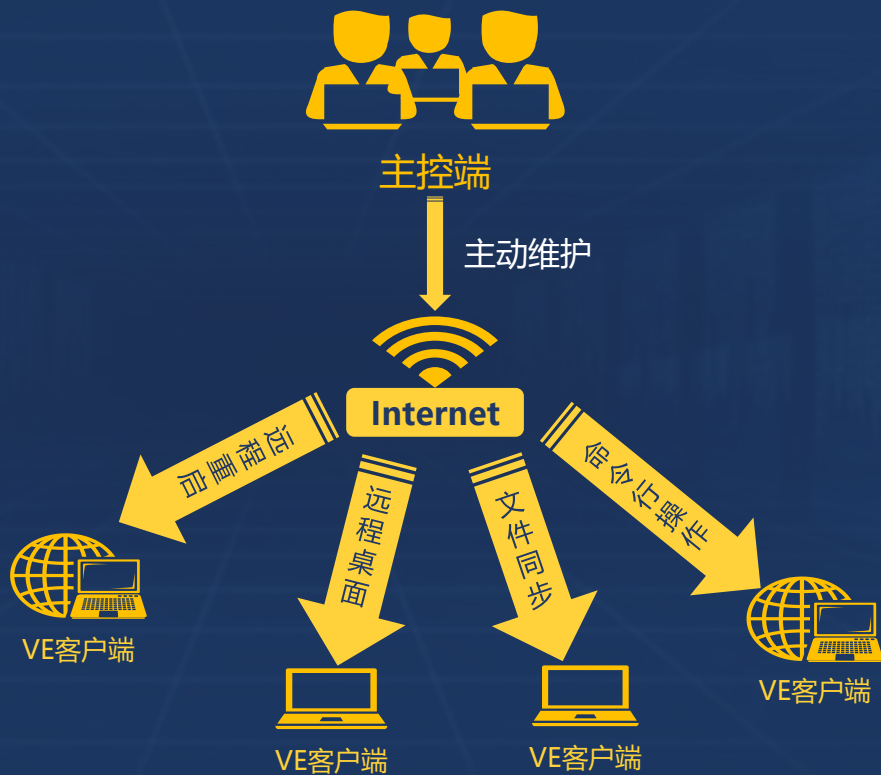 主控端
主动维护
Internet
远程重启
远程桌面
文件同步
命令行操作
VE客户端
VE客户端
VE客户端
VE客户端